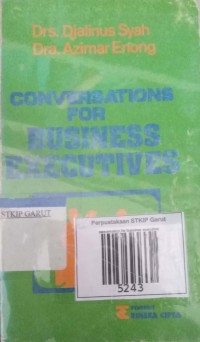 Drs. Djalinus Syah
Dra. Azimar Enong
CONVERSATIONS
FOR
BUSINESS
EXECUTIVES
STKIP GARUT
Perpustakaan STKIP Garut
5243
PENERBIT
RINEKA CIPTA